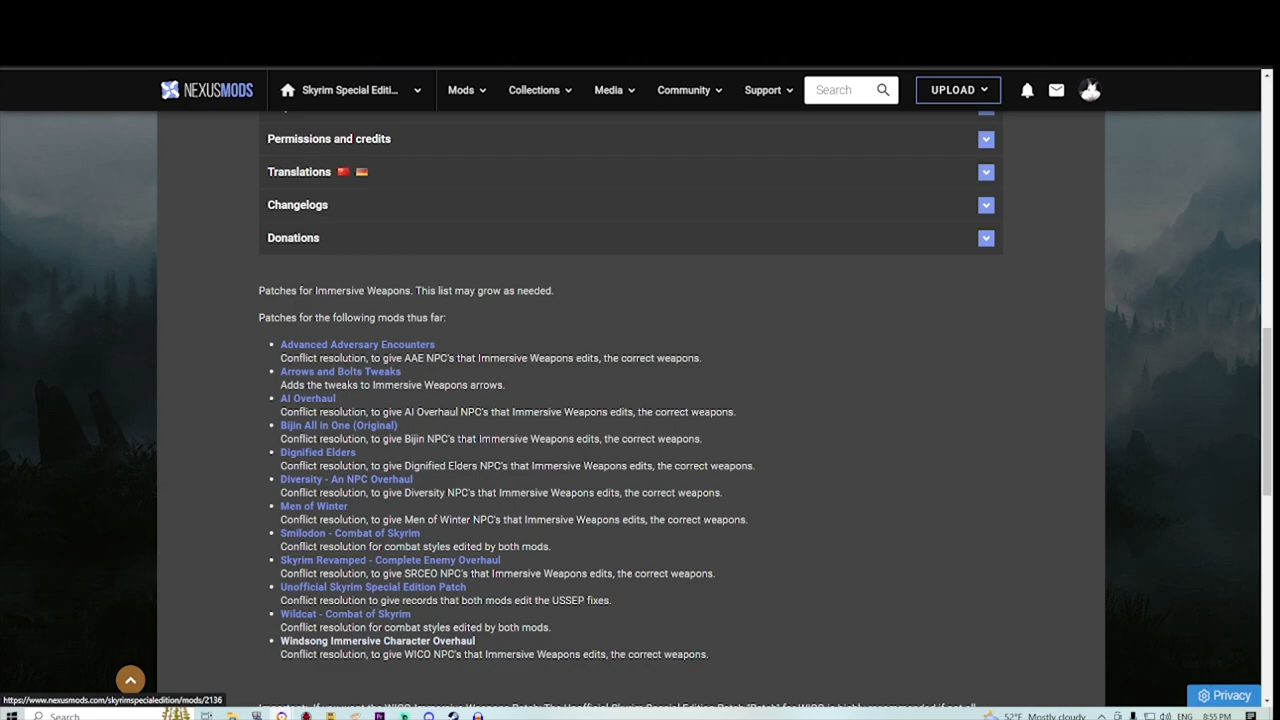 NEXUSMODS
Skyrim Special Editi...
Mods
Collections
Media
Community
Support
Search
UPLOAD
Permissions and credits
Translations
Changelogs
Donations
Patches for Immersive Weapons. This list may grow as needed.
Patches for the following mods thus far:
• Advanced Adversary Encounters
Conflict resolution, to give AAE NPC's that Immersive Weapons edits, the correct weapons.
• Arrows and Bolts Tweaks
Adds the tweaks to Immersive Weapons arrows.
• AI Overhaul
Conflict resolution, to give AI Overhaul NPC's that Immersive Weapons edits, the correct weapons.
• Bijin All in One (Original)
Conflict resolution, to give Bijin NPC's that Immersive Weapons edits, the correct weapons.
• Dignified Elders
Conflict resolution, to give Dignified Elders NPC's that Immersive Weapons edits, the correct weapons.
• Diversity - An NPC Overhaul
Conflict resolution, to give Diversity NPC's that Immersive Weapons edits, the correct weapons.
• Men of Winter
Conflict resolution, to give Men of Winter NPC's that Immersive Weapons edits, the correct weapons.
• Smilodon - Combat of Skyrim
Conflict resolution for combat styles edited by both mods.
• Skyrim Revamped - Complete Enemy Overhaul
Conflict resolution, to give SRCEO NPC's that Immersive Weapons edits, the correct weapons.
• Unofficial Skyrim Special Edition Patch
Conflict resolution to give records that both mods edit the USSEP fixes.
• Wildcat - Combat of Skyrim
Conflict resolution for combat styles edited by both mods.
• Windsong Immersive Character Overhaul
Conflict resolution, to give WICO NPC's that Immersive Weapons edits, the correct weapons.
Privacy
https://www.nexusmods.com/skyrimspecialedition/mods/2136
Search
52°F Mostly cloudy
ENG
8:55 PM